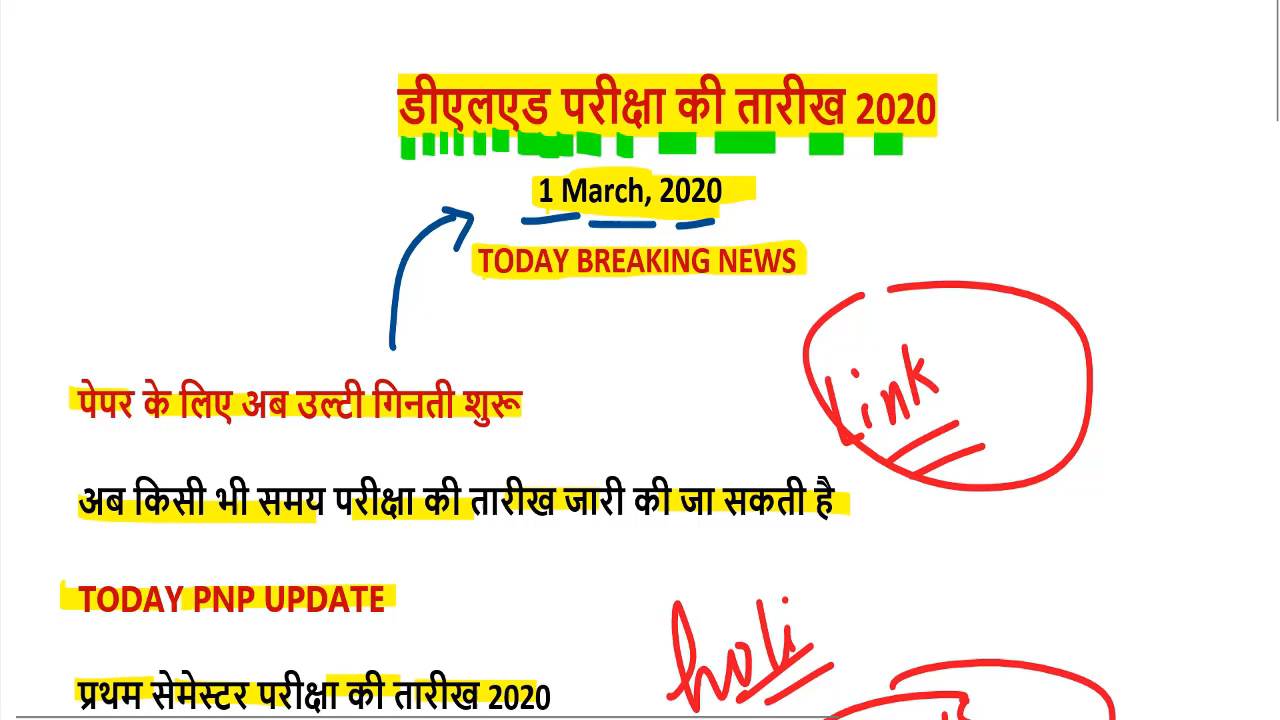 डीएलएड परीक्षा की तारीख 2020
1 March, 2020
TODAY BREAKING NEWS
पेपर के लिए अब उल्टी गिनती शुरू
Link
अब किसी भी समय परीक्षा की तारीख जारी की जा सकती है
TODAY PNP UPDATE
holi
प्रथम सेमेस्टर परीक्षा की तारीख 2020